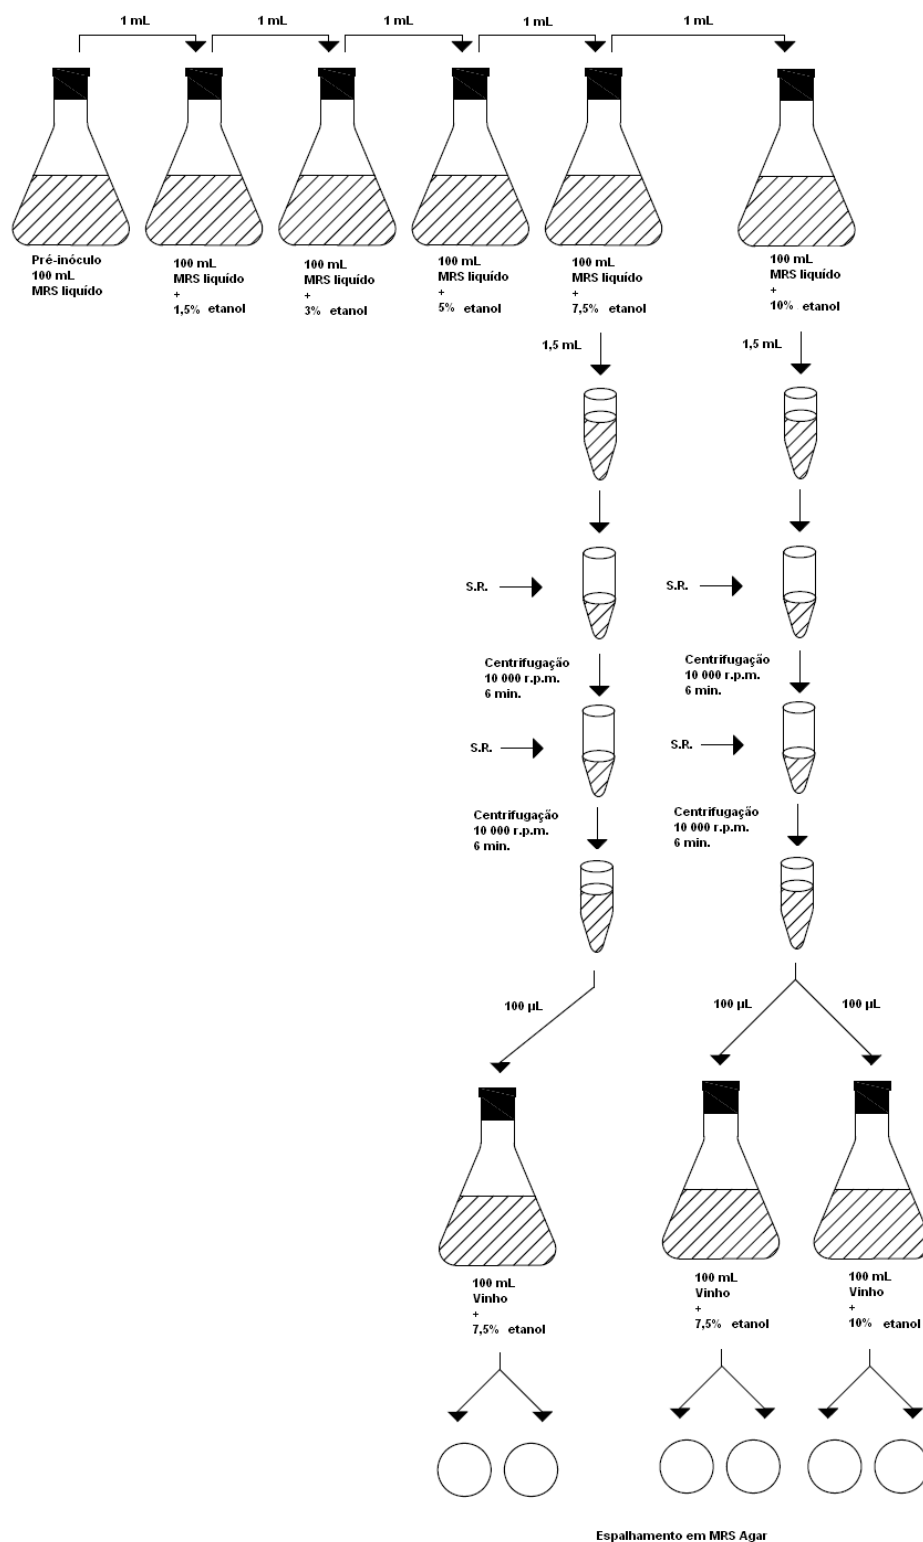 1 mL
1 mL
1 mL
1 mL
1 mL
Pré-inóculo
100 mL
MRS liquído
100 mL
MRS liquído
+
1,5% etanol
100 mL
MRS liquído
+
3% etanol
100 mL
MRS liquído
+
5% etanol
100 mL
MRS liquído
+
7,5% etanol
100 mL
MRS liquído
+
10% etanol
1,5 mL
1,5 mL
S.R.
S.R.
Centrifugação
10 000 r.p.m.
6 min.
Centrifugação
10 000 r.p.m.
6 min.
S.R.
S.R.
Centrifugação
10 000 r.p.m.
6 min.
Centrifugação
10 000 r.p.m.
6 min.
100 µL
100 µL
100 µL
100 mL
Vinho
+
7,5% etanol
100 mL
Vinho
+
7,5% etanol
100 mL
Vinho
+
10% etanol
Espalhamento em MRS Agar